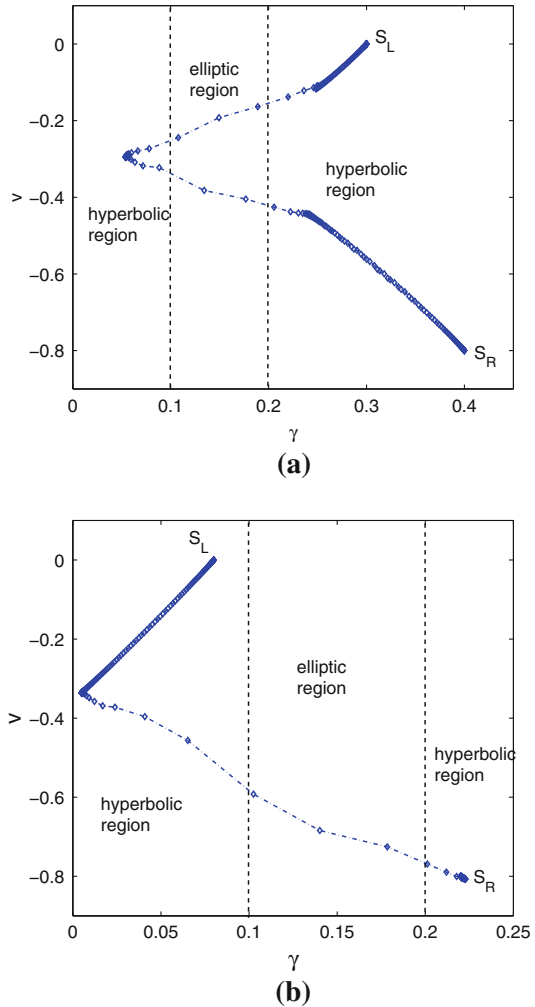 0
S_L
elliptic
region
−0.2
hyperbolic
region
hyperbolic
region
v
−0.4
−0.6
−0.8
S_R
0
0.1
0.2
0.3
0.4
γ
(a)
0
S_L
−0.2
elliptic
region
v
−0.4
hyperbolic
region
hyperbolic
region
−0.6
−0.8
S_R
0
0.05
0.1
0.15
0.2
0.25
γ
(b)